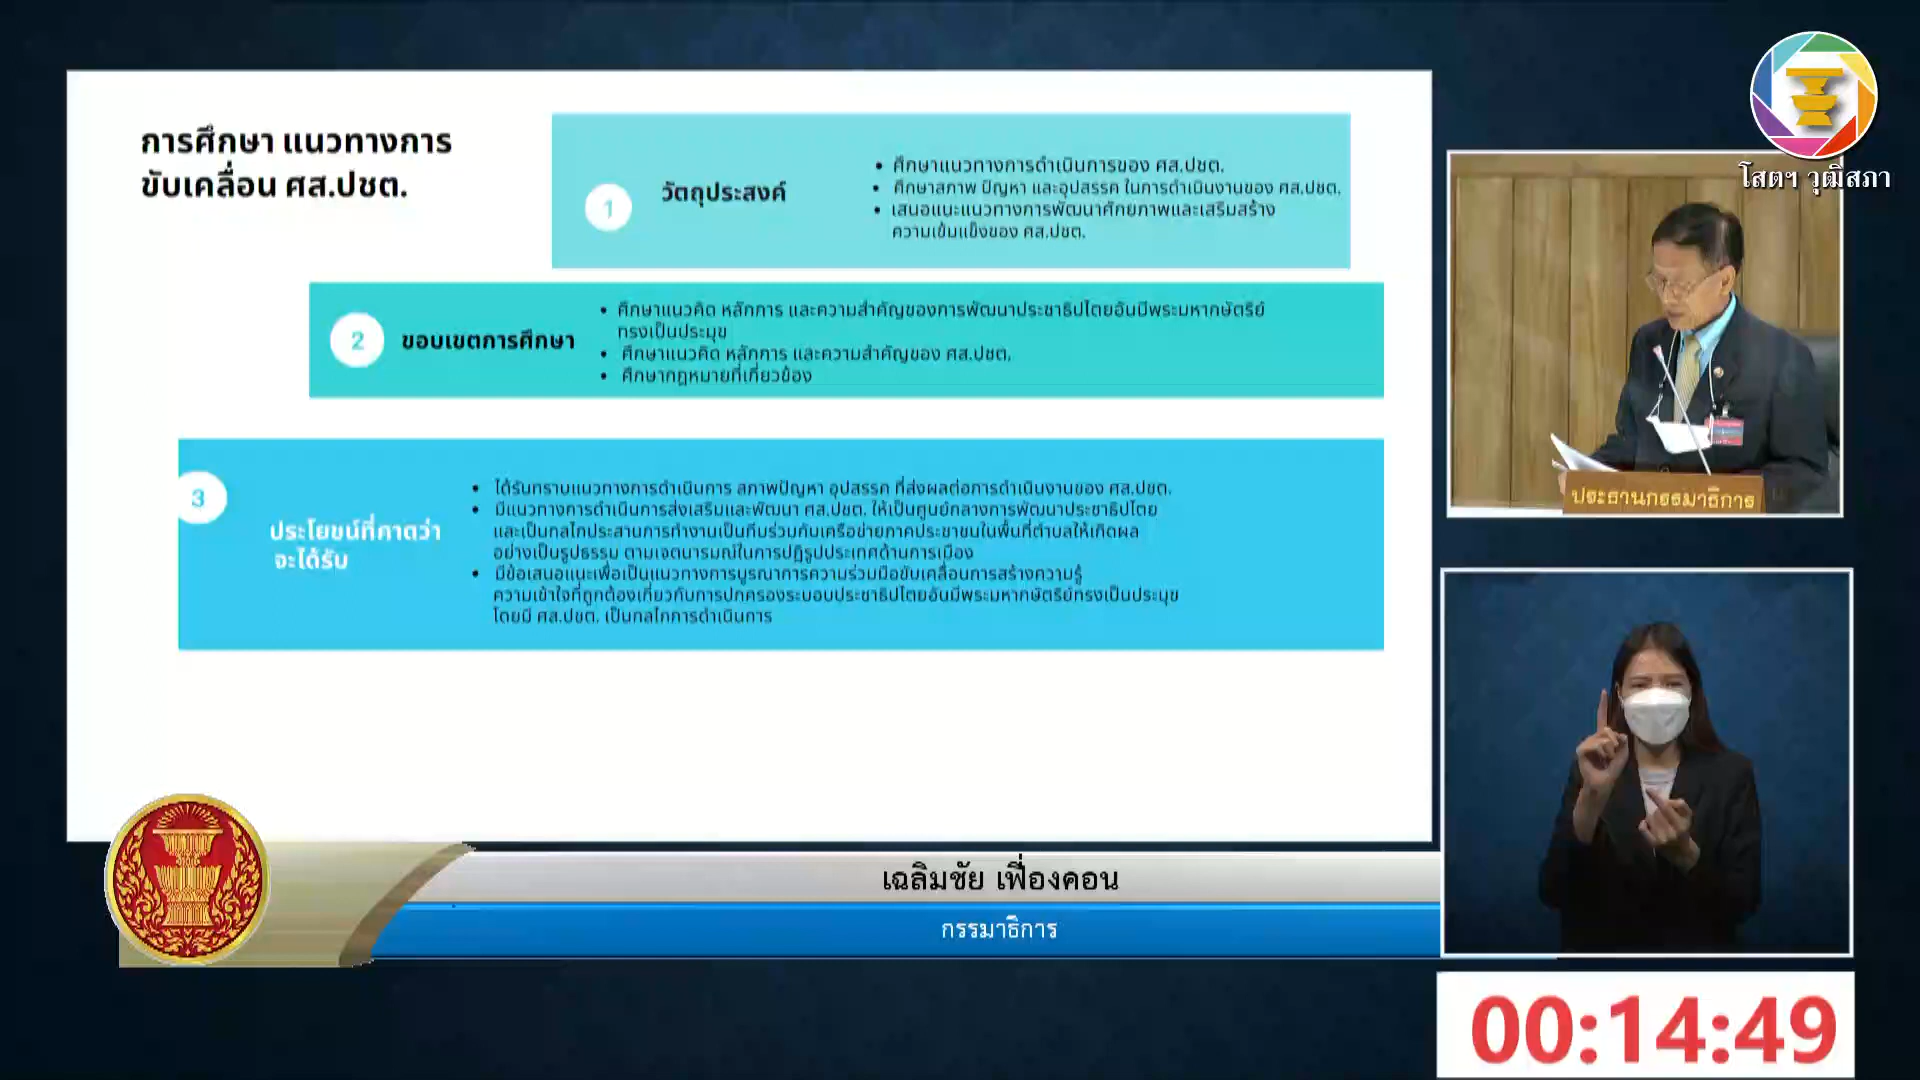 การศึกษา แนวทางการ
ขับเคลื่อน ศส.ปชต.
1
วัตถุประสงค์
• ศึกษาแนวทางการดำเนินการของ ศส.ปชต.
• ศึกษาสภาพ ปัญหา และอุปสรรค ในการดำเนินงานของ ศส.ปชต.
• เสนอแนะแนวทางการพัฒนาศักยภาพและเสริมสร้าง
ความเข้มแข็งของ ศส.ปชต.
2
ขอบเขตการศึกษา
• ศึกษาแนวคิด หลักการ และความสำคัญของการพัฒนาประชาธิปไตยอันมีพระมหากษัตริย์
ทรงเป็นประมุข
• ศึกษาแนวคิด หลักการ และความสำคัญของ ศส.ปชต.
• ศึกษากฎหมายที่เกี่ยวข้อง
3
ประโยชน์ที่คาดว่า
จะได้รับ
• ได้รับทราบแนวทางการดำเนินการ สภาพปัญหา อุปสรรค ที่ส่งผลต่อการดำเนินงานของ ศส.ปชต.
• มีแนวทางการดำเนินการส่งเสริมและพัฒนา ศส.ปชต. ให้เป็นศูนย์กลางการพัฒนาประชาธิปไตย
และเป็นกลไกประสานการทำงานเป็นทีมร่วมกับเครือข่ายภาคประชาชนในพื้นที่ตำบลให้เกิดผล
อย่างเป็นรูปธรรม ตามเจตนารมณ์ในการปฏิรูปประเทศด้านการเมือง
• มีข้อเสนอแนะเพื่อเป็นแนวทางการบูรณาการความร่วมมือขับเคลื่อนการสร้างความรู้
ความเข้าใจที่ถูกต้องเกี่ยวกับการปกครองระบอบประชาธิปไตยอันมีพระมหากษัตริย์ทรงเป็นประมุข
โดยมี ศส.ปชต. เป็นกลไกการดำเนินการ
โสตฯ วุฒิสภา
ประธานกรรมาธิการ
เฉลิมชัย เฟื่องคอน
กรรมาธิการ
00:14:49